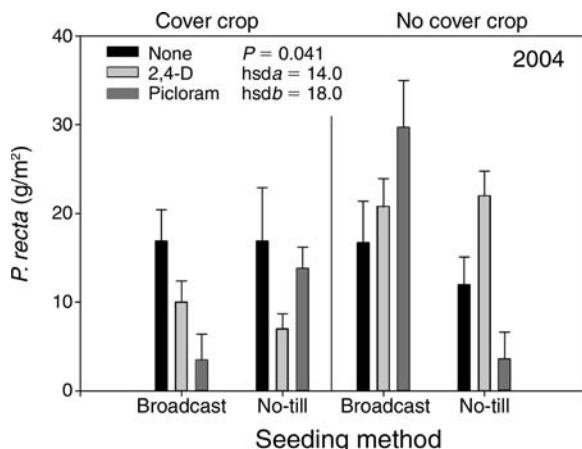 Cover crop
No cover crop
40
30
20
10
0
P. recta (g/m²)
None
2,4-D
Picloram
P = 0.041
hsda = 14.0
hsdb = 18.0
2004
Broadcast
No-till
Broadcast
No-till
Seeding method